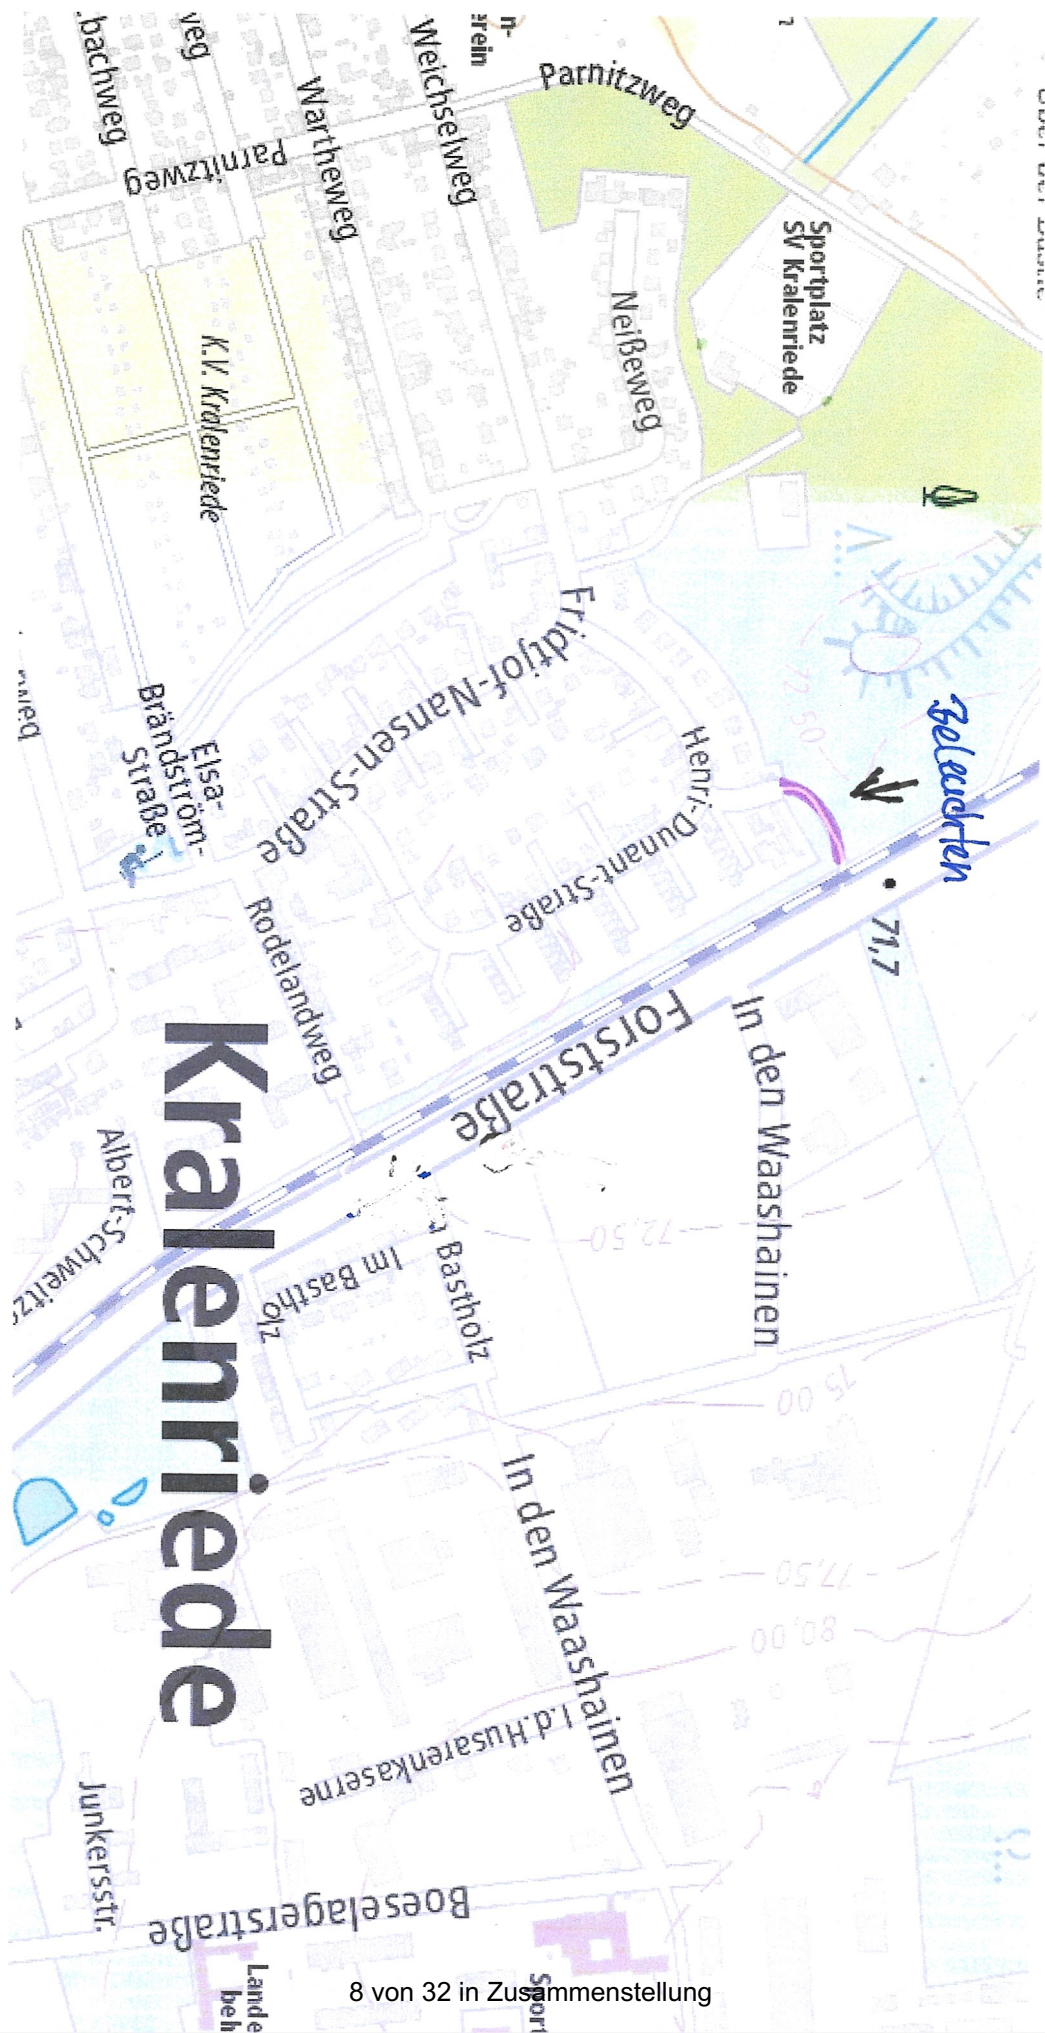 Parnitzweg
Weichselweg
Wartheweg
Parnitzweg
Sportplatz
SV Kralenriede
Neißeweg
K.V. Kralenriede
Fridtjof-Nansen-Straße
Henri-Dunant-Straße
Beleuchten
72 50
71,7
Elsa-
Brändström-
Straße
Rodelandweg
Forststraße
In den Waashainen
Kralenriede
Im Bastholz
Bastholz
72,50
75 00
In den Waashainen
77,50
80,00
I.d.Husarenkaserne
Junkersstr.
Boeselagerstraße
8 von 32 in Zusammenstellung